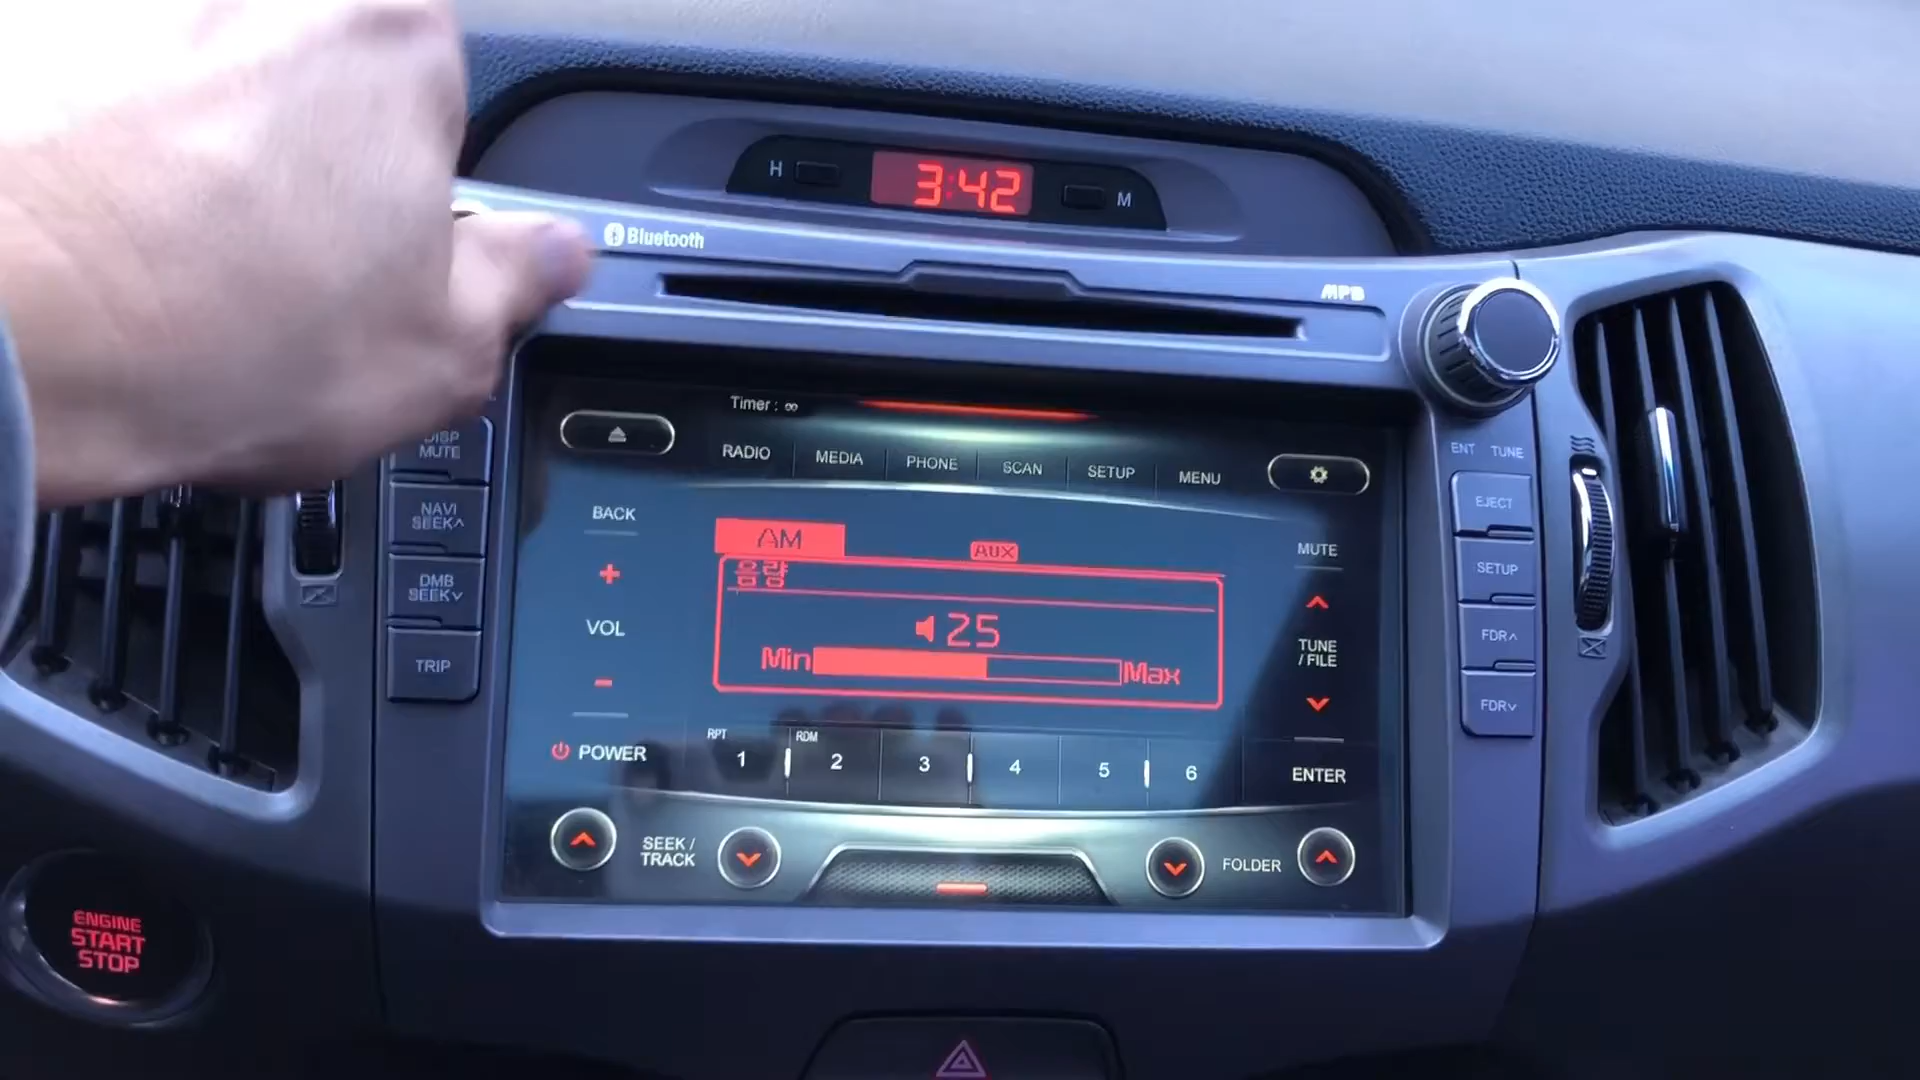 H
3:42
M
Bluetooth
MP3
Timer : ∞
RADIO
MEDIA
PHONE
SCAN
SETUP
MENU
ENT TUNE
DISP
MUTE
NAVI
SEEK∧
DMB
SEEK∨
TRIP
BACK
+
VOL
-
POWER
AM
AUX
음량
25
Min
Max
MUTE
TUNE
/ FILE
ENTER
EJECT
SETUP
FDR∧
FDR∨
RPT
1
RDM
2
3
4
5
6
SEEK /
TRACK
FOLDER
ENGINE
START
STOP